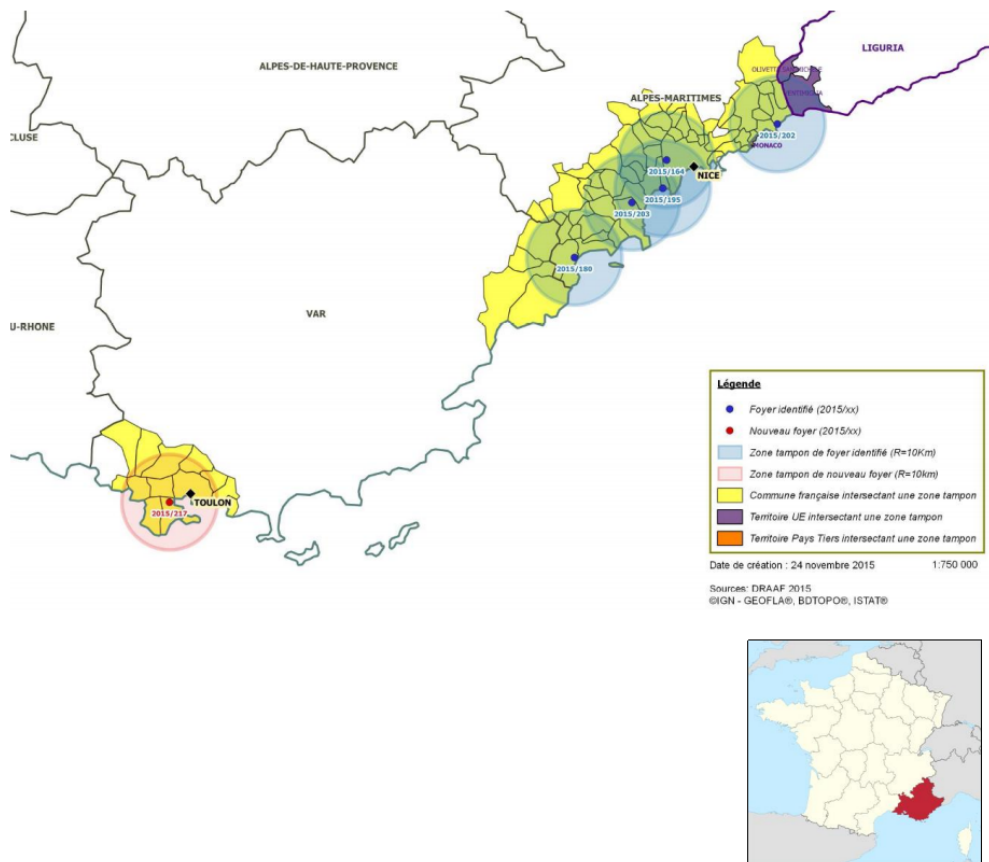 LIGURIA
ALPES-DE-HAUTE-PROVENCE
OLIVETTA
ALPES-MARITIMES
CLUSE
2015/202
MONACO
2015/164
NICE
2015/195
2015/203
2015/180
VAR
U-RHONE
TOULON
2015/217
Légende
Foyer identifié (2015/xx)
Nouveau foyer (2015/xx)
Zone tampon de foyer identifié (R=10Km)
Zone tampon de nouveau foyer (R=10km)
Commune française intersectant une zone tampon
Territoire UE intersectant une zone tampon
Territoire Pays Tiers intersectant une zone tampon
Date de création : 24 novembre 2015 1:750 000
Sources: DRAAF 2015
©IGN - GEOFLA®, BDTOPO®, ISTAT®